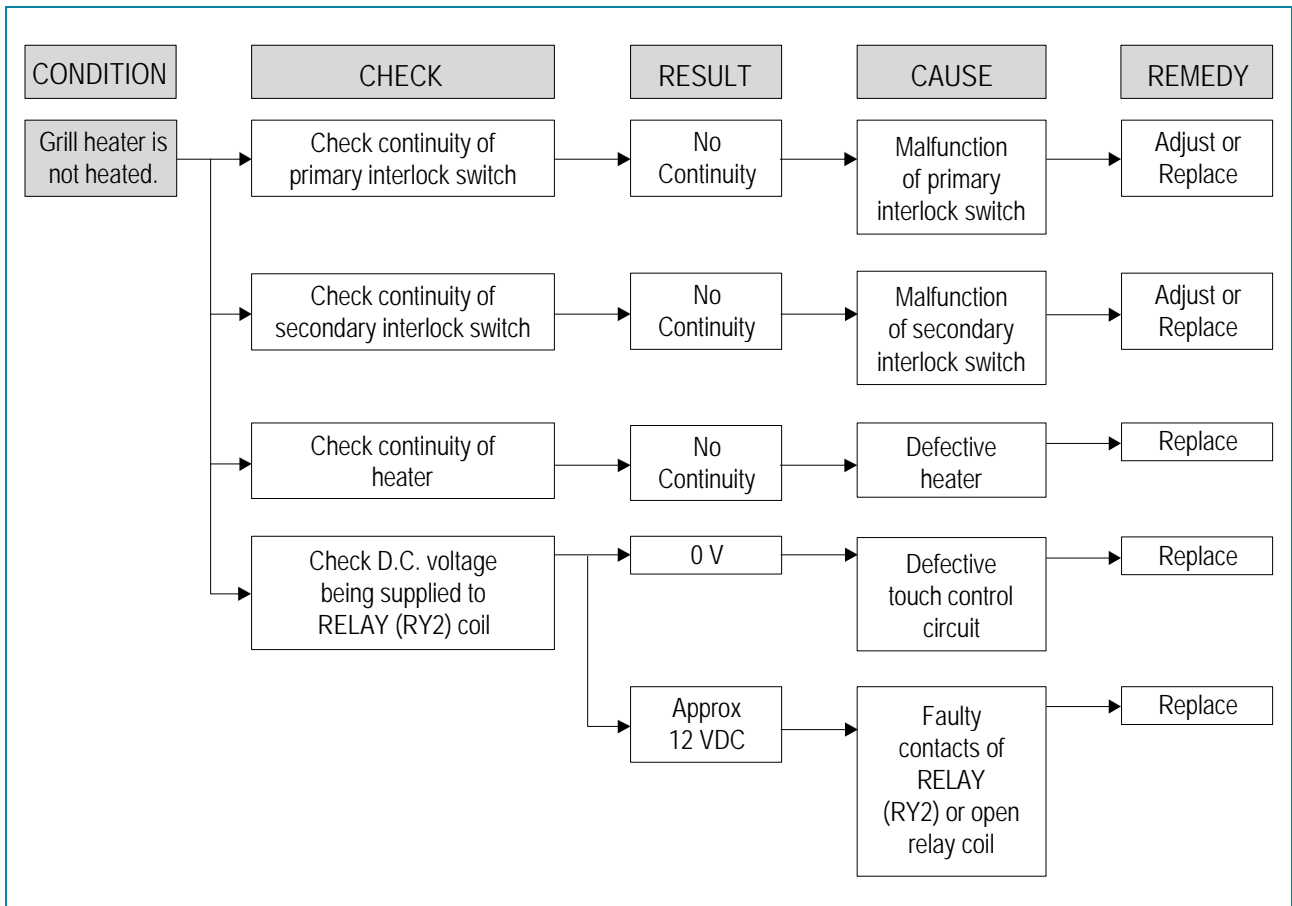 CONDITION
CHECK
RESULT
CAUSE
REMEDY
Grill heater is
not heated.
Check continuity of
primary interlock switch
No
Continuity
Malfunction
of primary
interlock switch
Adjust or
Replace
Check continuity of
secondary interlock switch
No
Continuity
Malfunction
of secondary
interlock switch
Adjust or
Replace
Check continuity of
heater
No
Continuity
Defective
heater
Replace
Check D.C. voltage
being supplied to
RELAY (RY2) coil
0 V
Defective
touch control
circuit
Replace
Approx
12 VDC
Faulty
contacts of
RELAY
(RY2) or open
relay coil
Replace